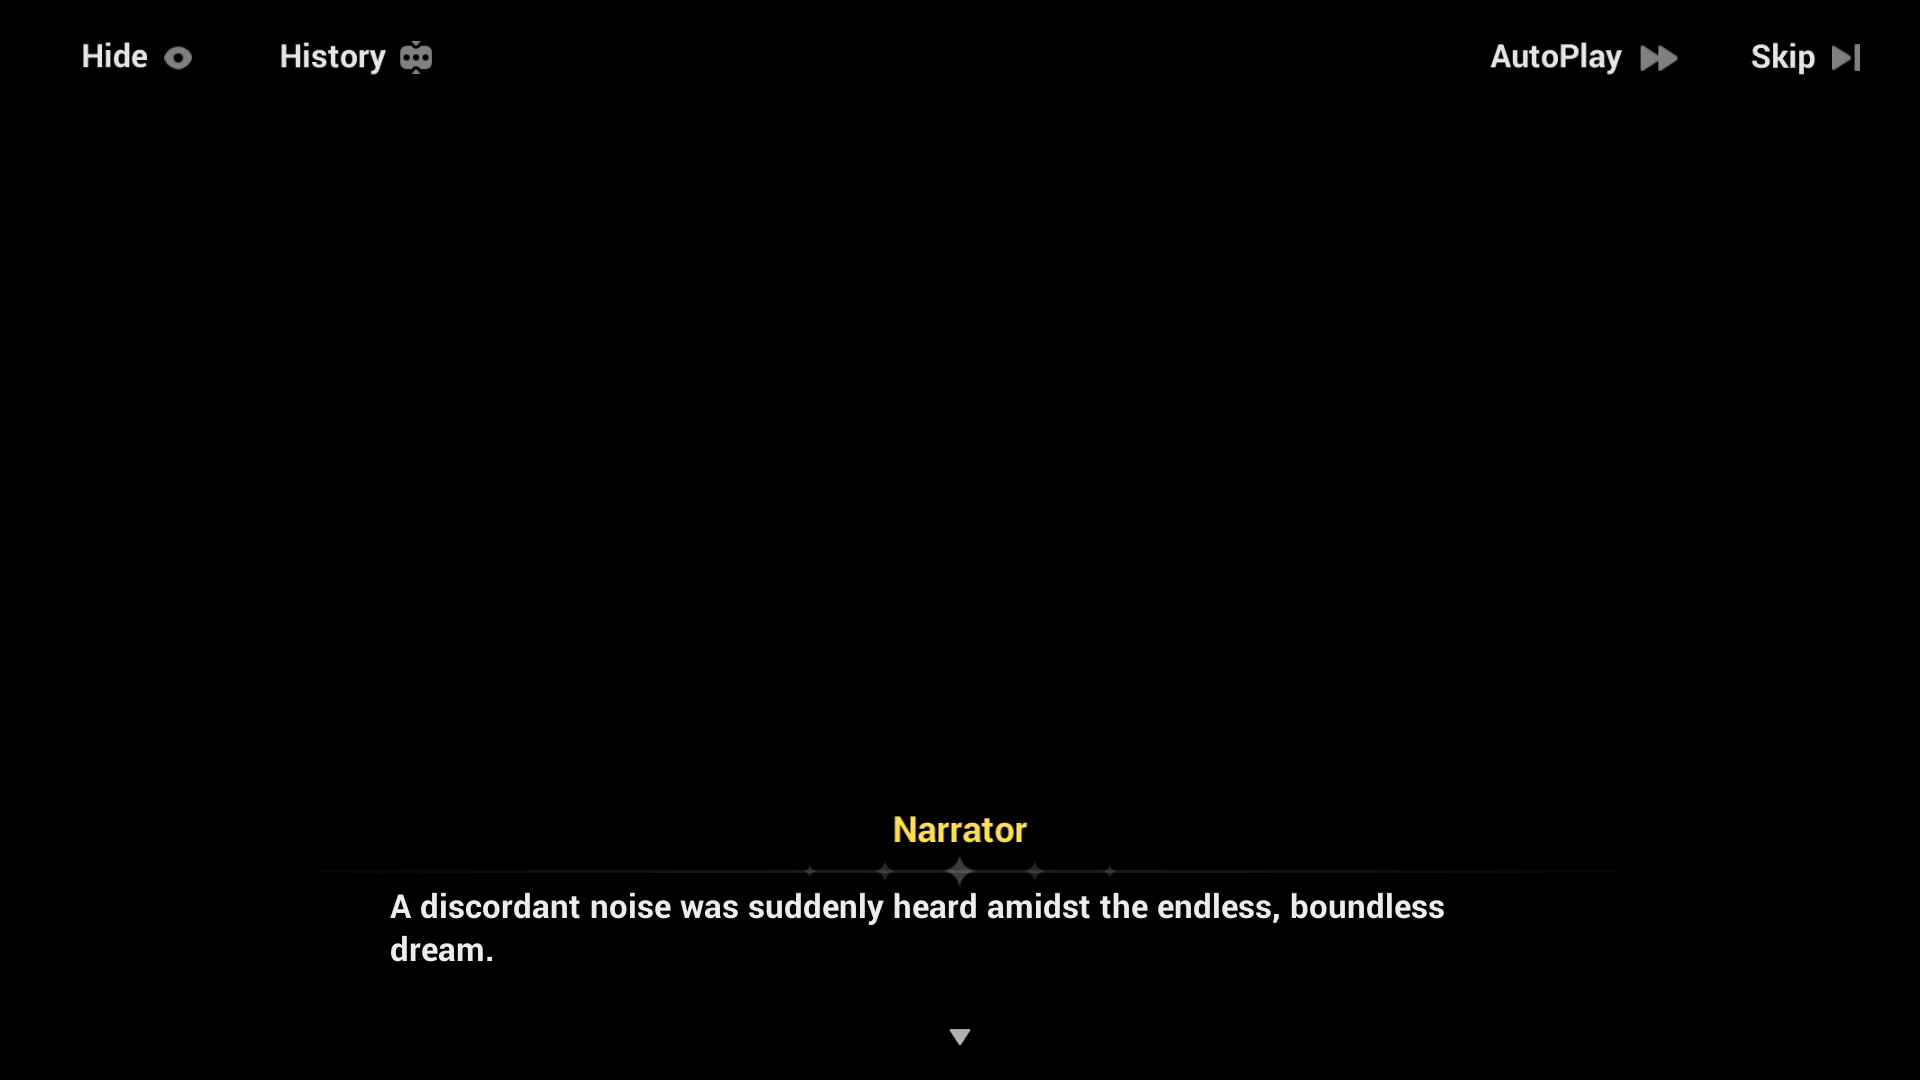 Hide
History
AutoPlay
Skip
Narrator
A discordant noise was suddenly heard amidst the endless, boundless
dream.